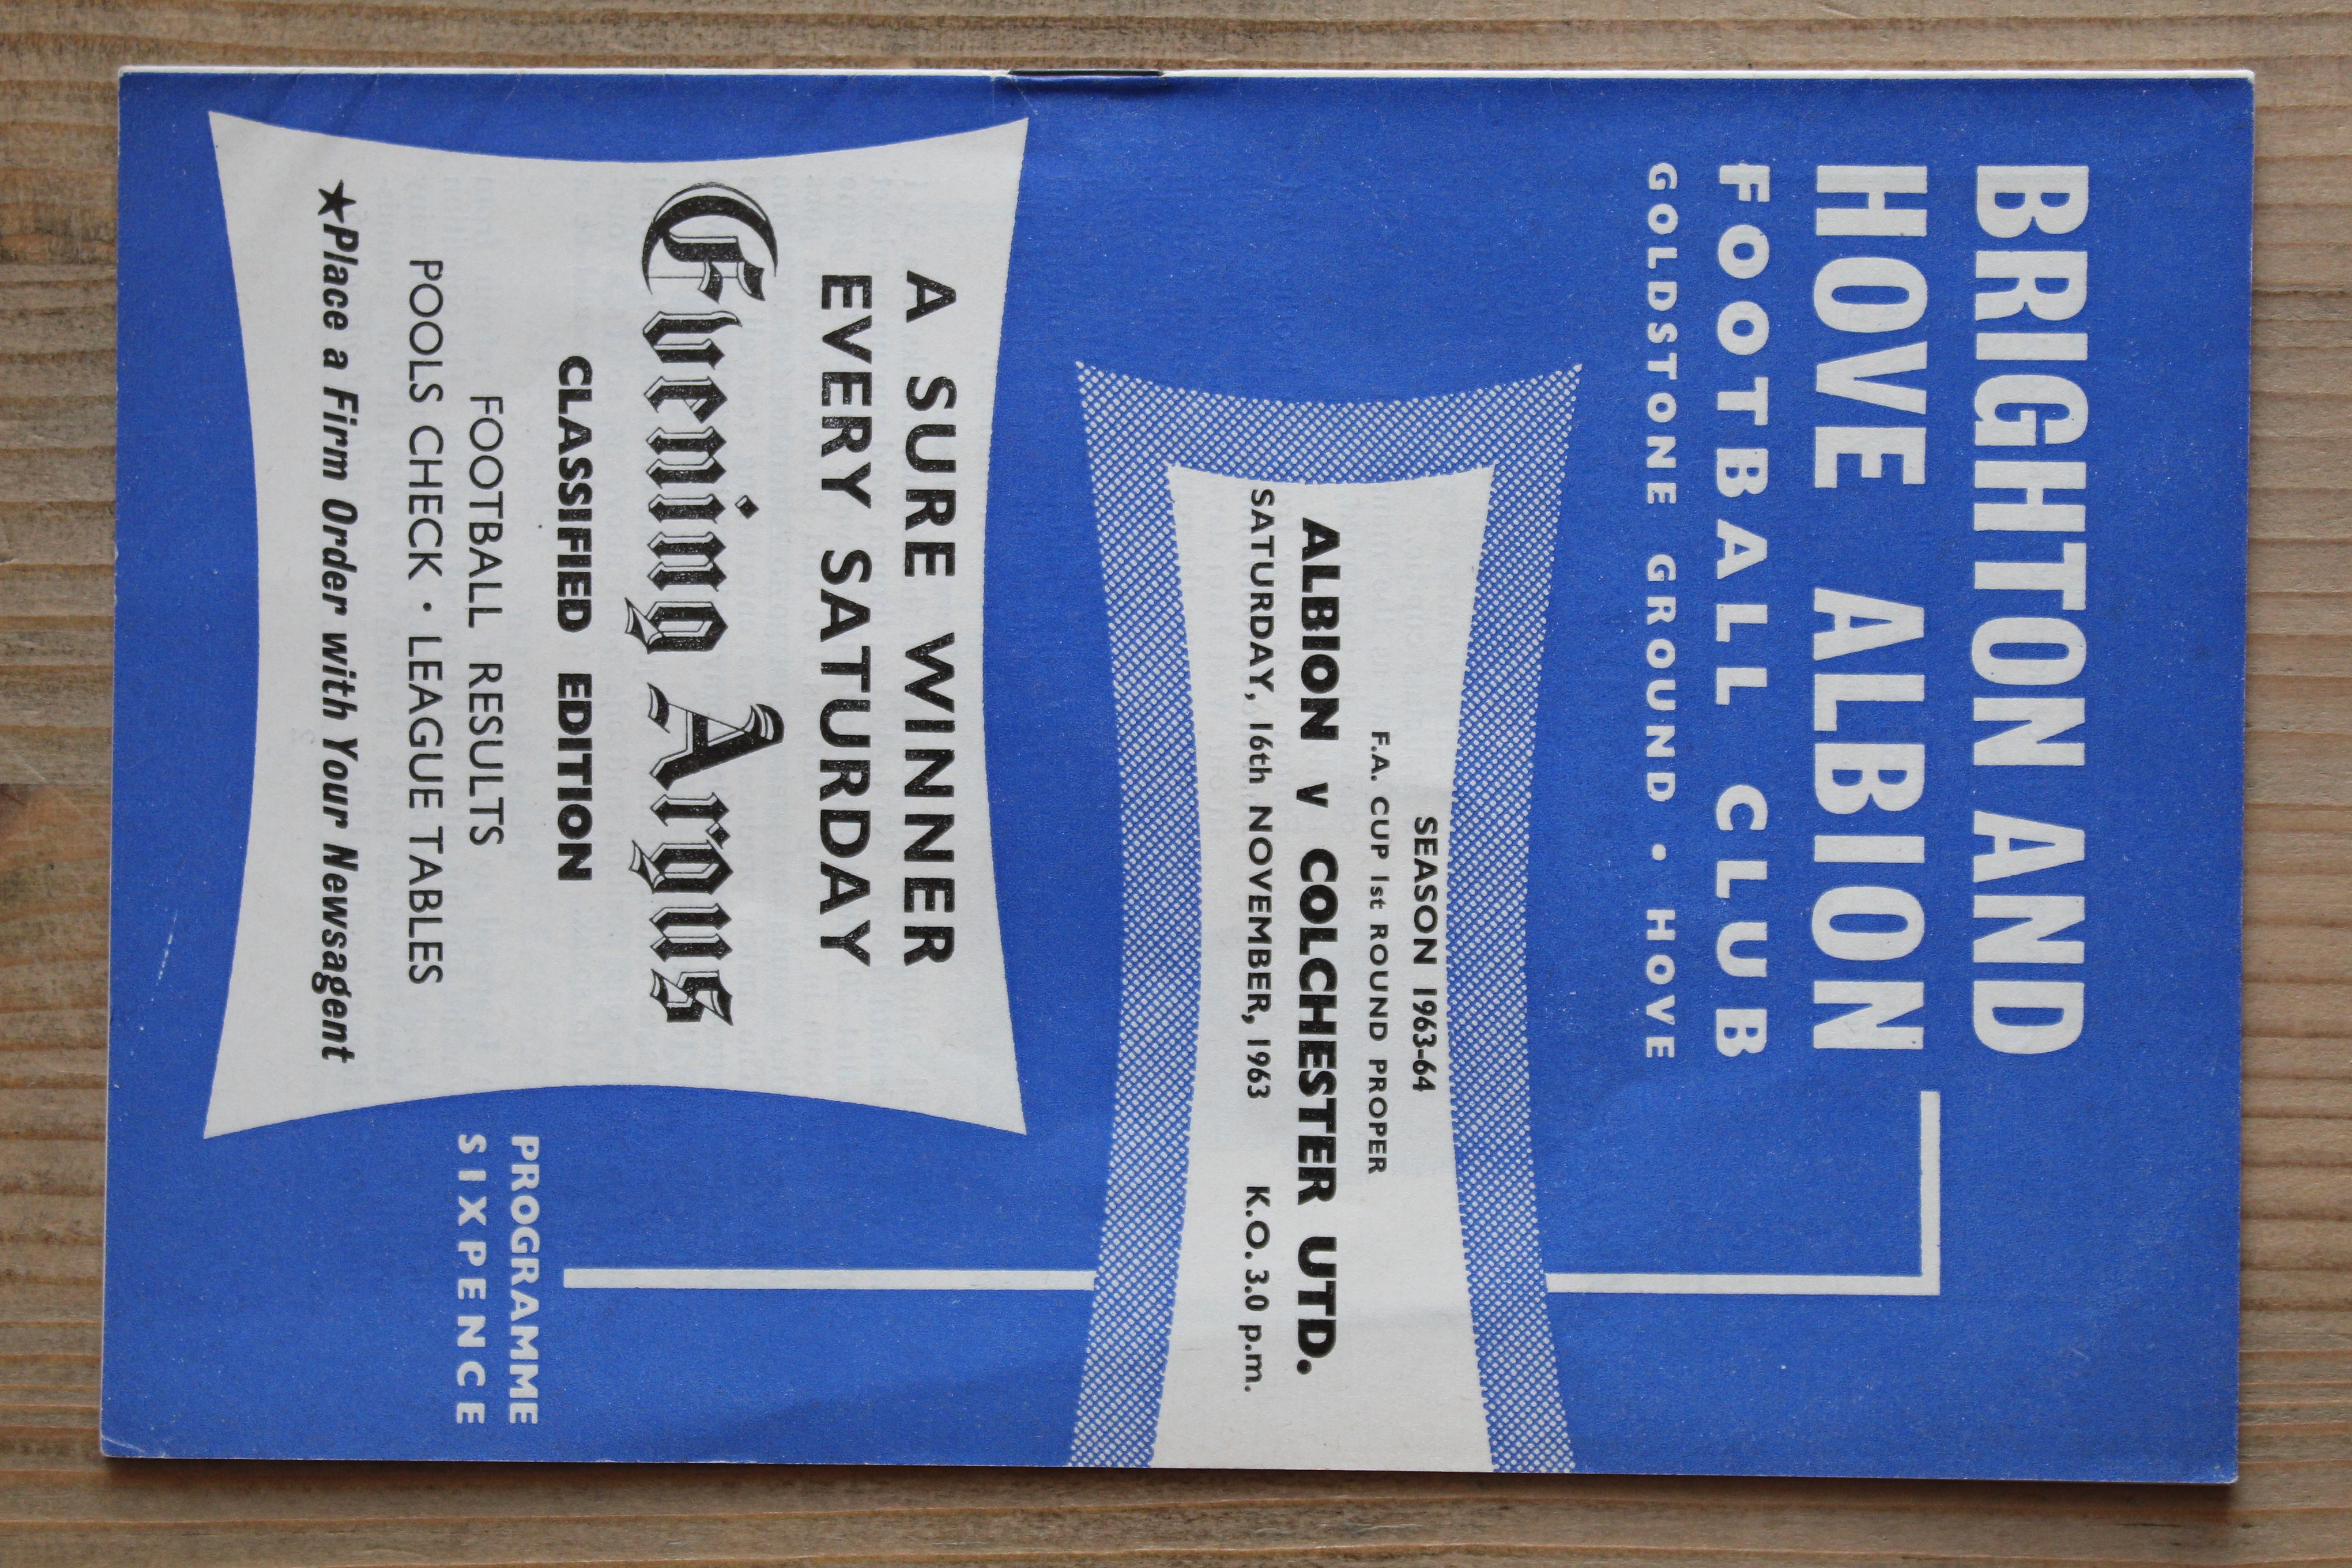 BRIGHTON AND
HOVE ALBION
FOOTBALL CLUB
GOLDSTONE GROUND • HOVE
SEASON 1963-64
F.A. CUP 1st ROUND PROPER
ALBION v COLCHESTER UTD.
SATURDAY, 16th NOVEMBER, 1963 K.O. 3.0 p.m.
A SURE WINNER
EVERY SATURDAY
Evening Argus
CLASSIFIED EDITION
FOOTBALL RESULTS
POOLS CHECK · LEAGUE TABLES
★Place a Firm Order with Your Newsagent
PROGRAMME
SIXPENCE